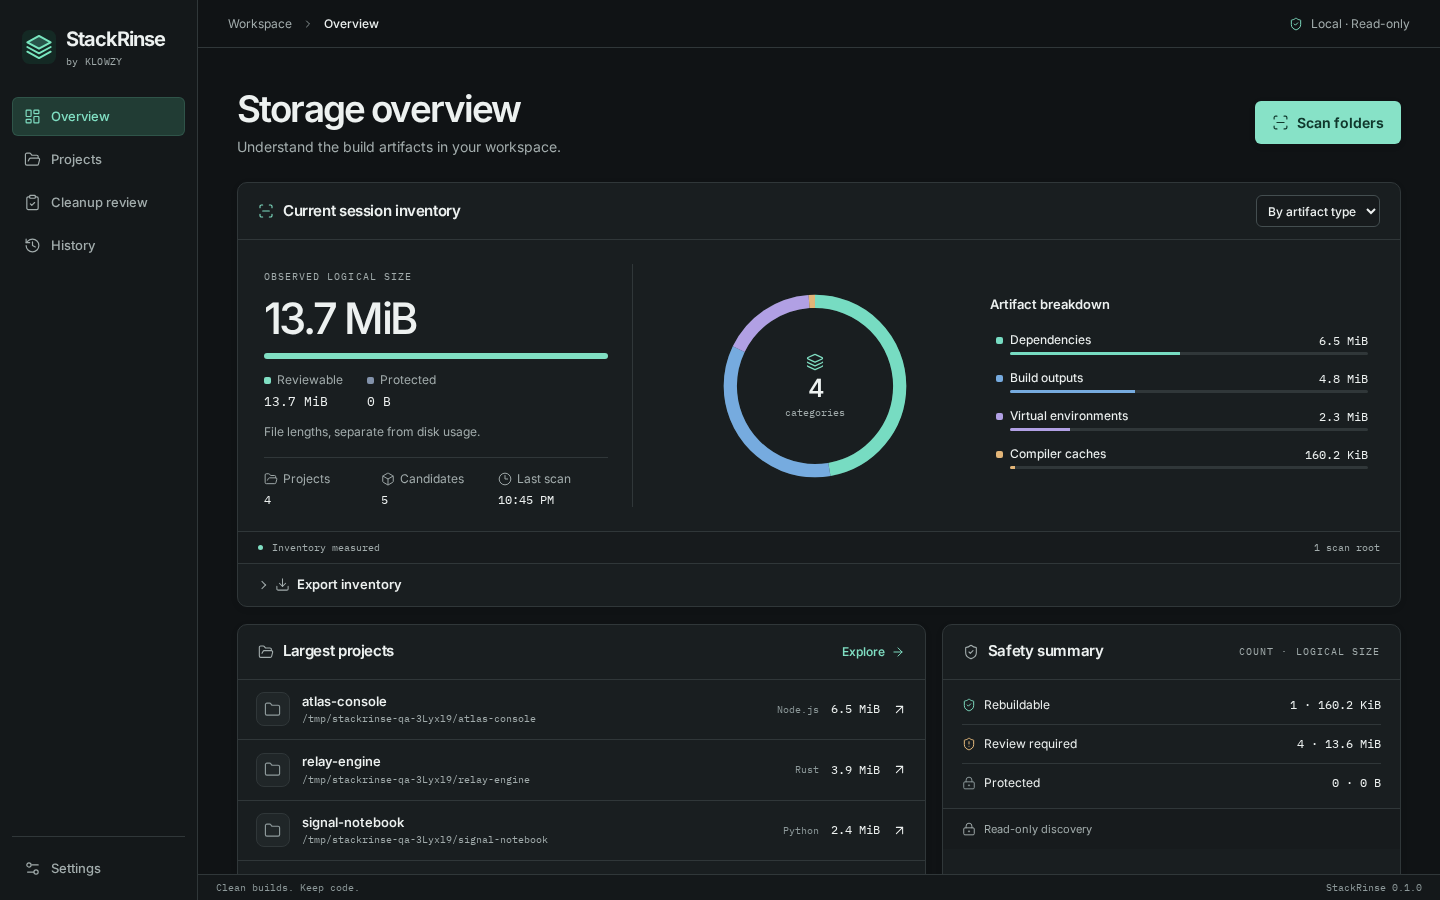 StackRinse
by KLOWZY
Overview
Projects
Cleanup review
History
Settings
Workspace > Overview
Local · Read-only
Storage overview
Understand the build artifacts in your workspace.
Scan folders
Current session inventory
By artifact type
OBSERVED LOGICAL SIZE
13.7 MiB
Reviewable Protected
13.7 MiB 0 B
File lengths, separate from disk usage.
Projects Candidates Last scan
4 5 10:45 PM
4
categories
Artifact breakdown
Dependencies 6.5 MiB
Build outputs 4.8 MiB
Virtual environments 2.3 MiB
Compiler caches 160.2 KiB
Inventory measured 1 scan root
Export inventory
Largest projects Explore
atlas-console
/tmp/stackrinse-qa-3Lyxl9/atlas-console
Node.js 6.5 MiB
relay-engine
/tmp/stackrinse-qa-3Lyxl9/relay-engine
Rust 3.9 MiB
signal-notebook
/tmp/stackrinse-qa-3Lyxl9/signal-notebook
Python 2.4 MiB
Safety summary COUNT · LOGICAL SIZE
Rebuildable 1 · 160.2 KiB
Review required 4 · 13.6 MiB
Protected 0 · 0 B
Read-only discovery
Clean builds. Keep code. StackRinse 0.1.0